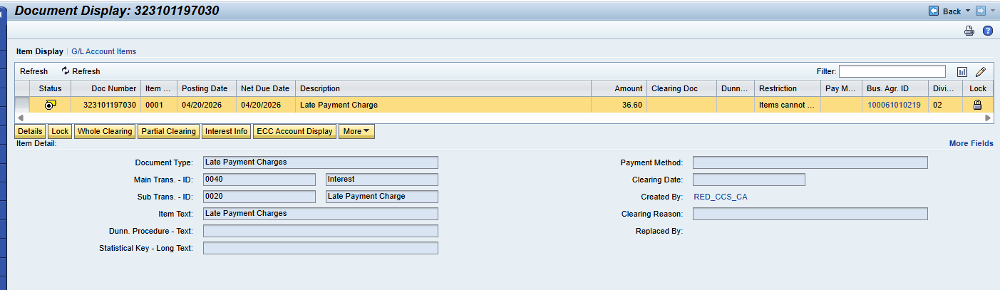 Document Display: 323101197030 Back
Item Display G/L Account Items
Refresh Refresh Filter:
Status Doc Number Item ... Posting Date Net Due Date Description Amount Clearing Doc Dunn... Restriction Pay M... Bus. Agr. ID Divi... Lock
323101197030 0001 04/20/2026 04/20/2026 Late Payment Charge 36.60 Items cannot ... 100061010219 02
Details Lock Whole Clearing Partial Clearing Interest Info ECC Account Display More
Item Detail: More Fields
Document Type: Late Payment Charges Payment Method:
Main Trans. - ID: 0040 Interest Clearing Date:
Sub Trans. - ID: 0020 Late Payment Charge Created By: RED_CCS_CA
Item Text: Late Payment Charges Clearing Reason:
Dunn. Procedure - Text: Replaced By:
Statistical Key - Long Text: